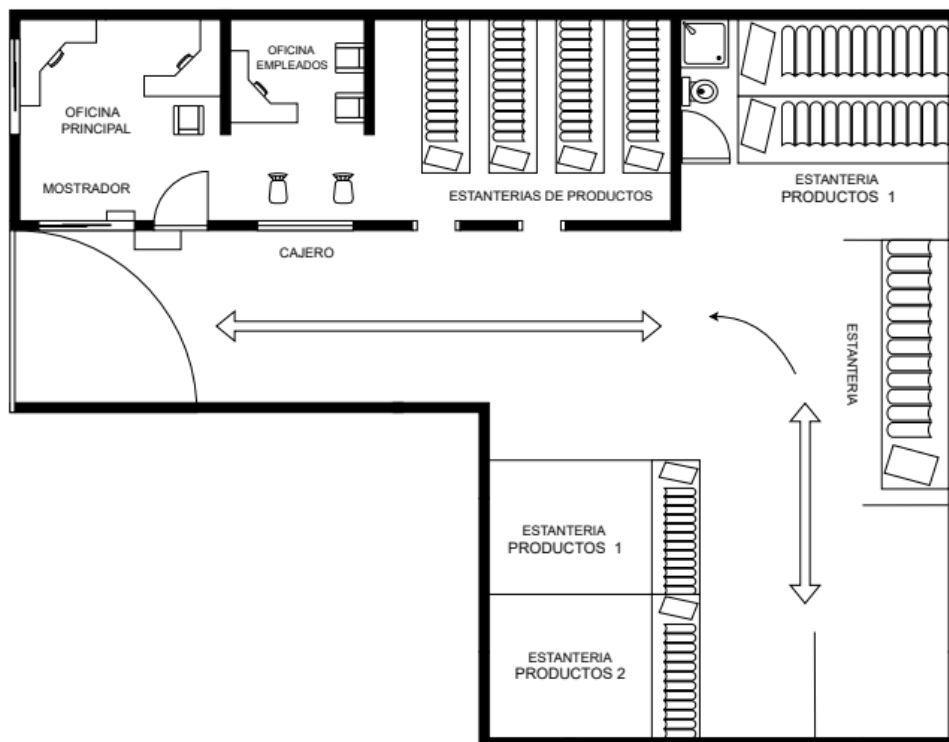 OFICINA
PRINCIPAL
OFICINA
EMPLEADOS
MOSTRADOR
CAJERO
ESTANTERIAS DE PRODUCTOS
ESTANTERIA
PRODUCTOS 1
ESTANTERIA
ESTANTERIA
PRODUCTOS 1
ESTANTERIA
PRODUCTOS 2